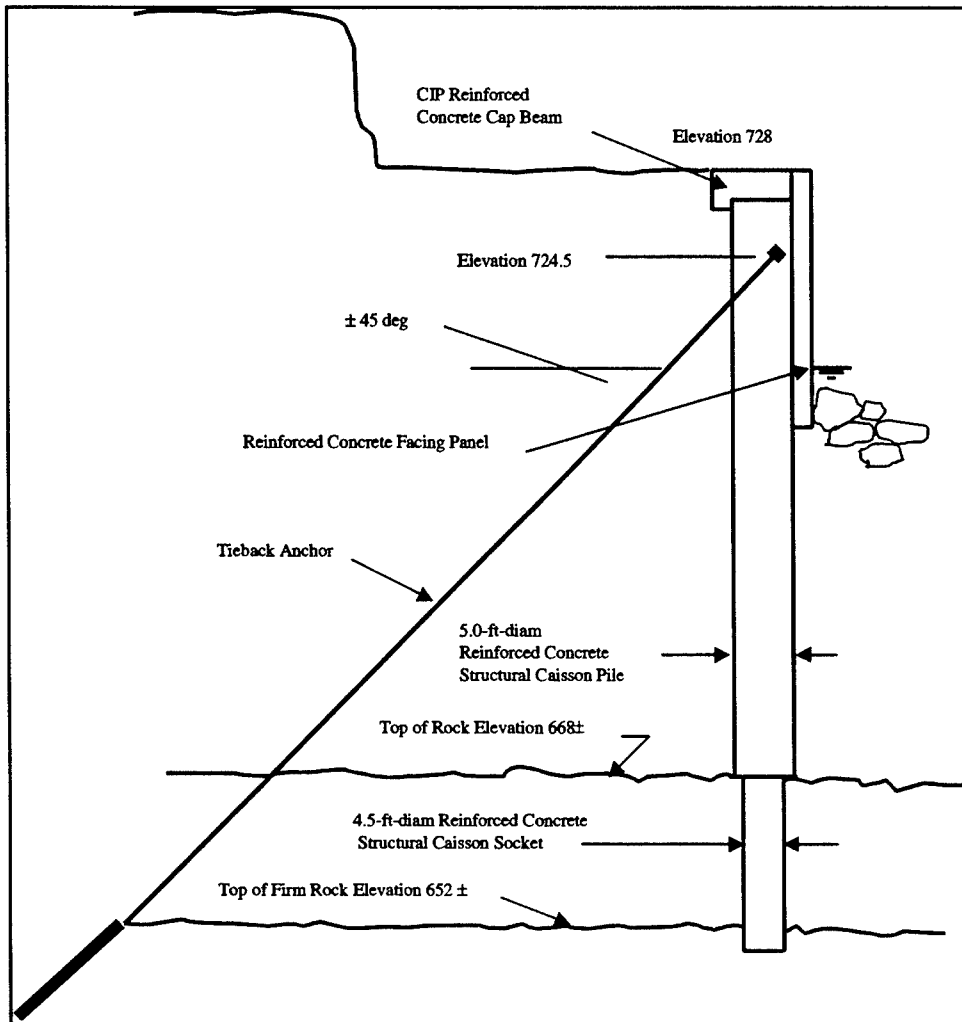 CIP Reinforced
Concrete Cap Beam
Elevation 728
Elevation 724.5
± 45 deg
Reinforced Concrete Facing Panel
Tieback Anchor
5.0-ft-diam
Reinforced Concrete
Structural Caisson Pile
Top of Rock Elevation 668±
4.5-ft-diam Reinforced Concrete
Structural Caisson Socket
Top of Firm Rock Elevation 652 ±